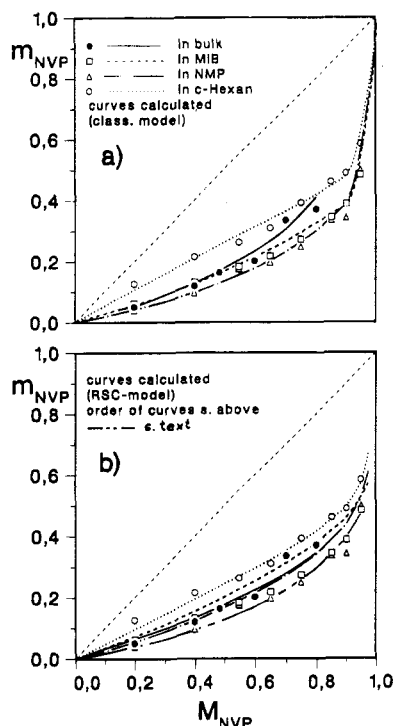 1,0
m_NVP
0,8
0,6
0,4
0,2
0,0
In bulk
In MIB
In NMP
In c-Hexan
curves calculated
(class. model)
a)
1,0
m_NVP
0,8
0,6
0,4
0,2
0,0
curves calculated
(RSC-model)
order of curves s. above
s. text
b)
0,0 0,2 0,4 0,6 0,8 1,0
M_NVP